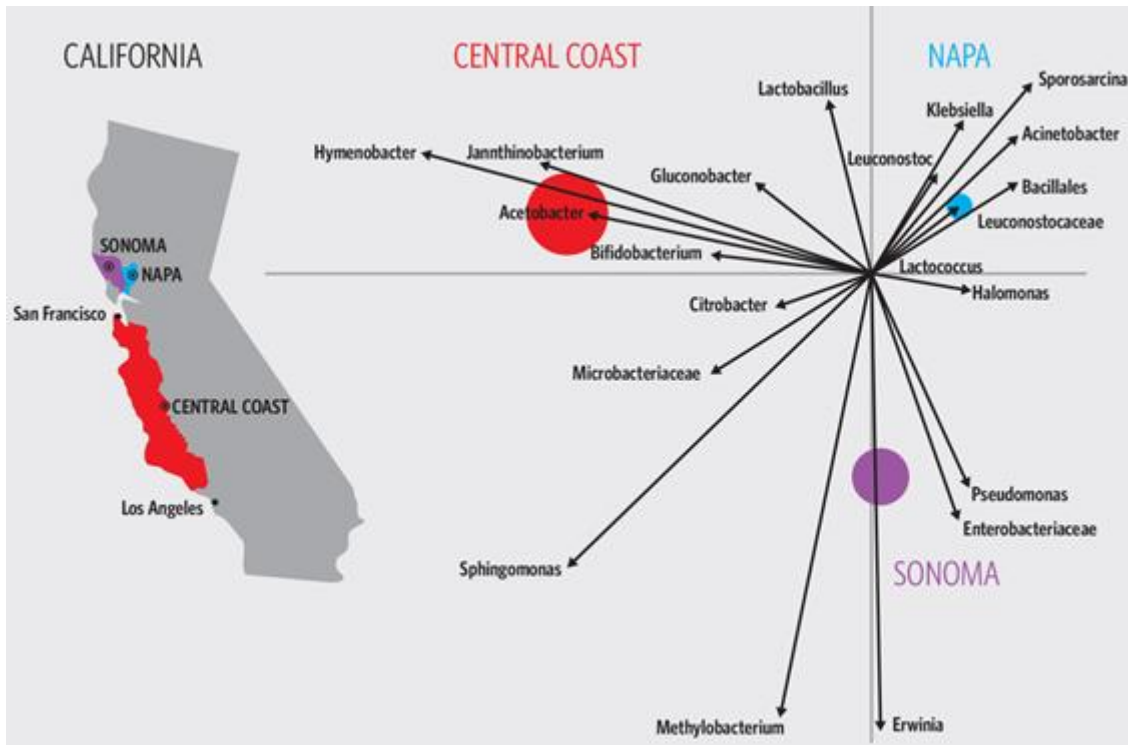 CALIFORNIA
CENTRAL COAST
NAPA
Sporosarcina
Lactobacillus
Klebsiella
Acinetobacter
Hymenobacter
Jannthinobacterium
Leuconostoc
Gluconobacter
Bacillales
Acetobacter
Leuconostocaceae
SONOMA
Bifidobacterium
NAPA
Lactococcus
Citrobacter
Halomonas
San Francisco
Microbacteriaceae
CENTRAL COAST
Los Angeles
Pseudomonas
Enterobacteriaceae
Sphingomonas
SONOMA
Methylobacterium
Erwinia